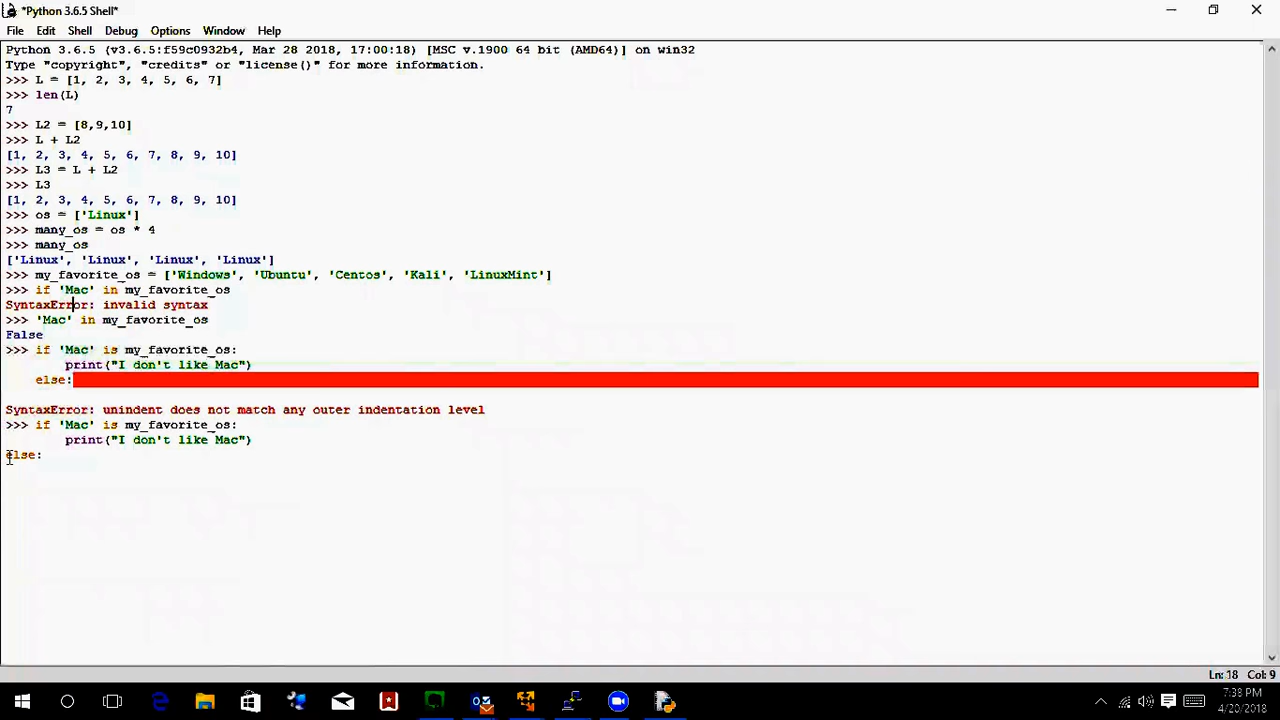 *Python 3.6.5 Shell*
File Edit Shell Debug Options Window Help
Python 3.6.5 (v3.6.5:f59c0932b4, Mar 28 2018, 17:00:18) [MSC v.1900 64 bit (AMD64)] on win32
Type "copyright", "credits" or "license()" for more information.
>>> L = [1, 2, 3, 4, 5, 6, 7]
>>> len(L)
7
>>> L2 = [8,9,10]
>>> L + L2
[1, 2, 3, 4, 5, 6, 7, 8, 9, 10]
>>> L3 = L + L2
>>> L3
[1, 2, 3, 4, 5, 6, 7, 8, 9, 10]
>>> os = ['Linux']
>>> many_os = os * 4
>>> many_os
['Linux', 'Linux', 'Linux', 'Linux']
>>> my_favorite_os = ['Windows', 'Ubuntu', 'Centos', 'Kali', 'LinuxMint']
>>> if 'Mac' in my_favorite_os
SyntaxError: invalid syntax
>>> 'Mac' in my_favorite_os
False
>>> if 'Mac' is my_favorite_os:
print("I don't like Mac")
else:
SyntaxError: unindent does not match any outer indentation level
>>> if 'Mac' is my_favorite_os:
print("I don't like Mac")
else:
Ln: 18 Col: 9
7:38 PM
4/20/2018